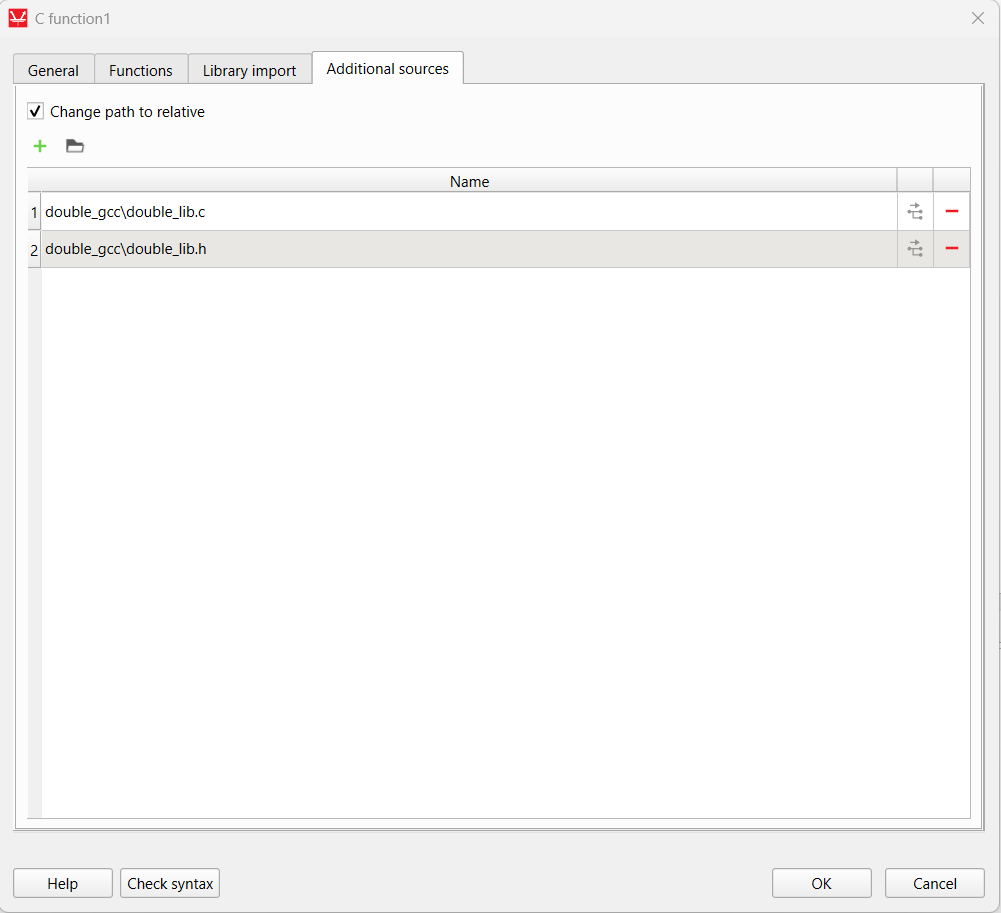 C function1
General Functions Library import Additional sources
Change path to relative
Name
1 double_gcc\double_lib.c
2 double_gcc\double_lib.h
Help Check syntax OK Cancel